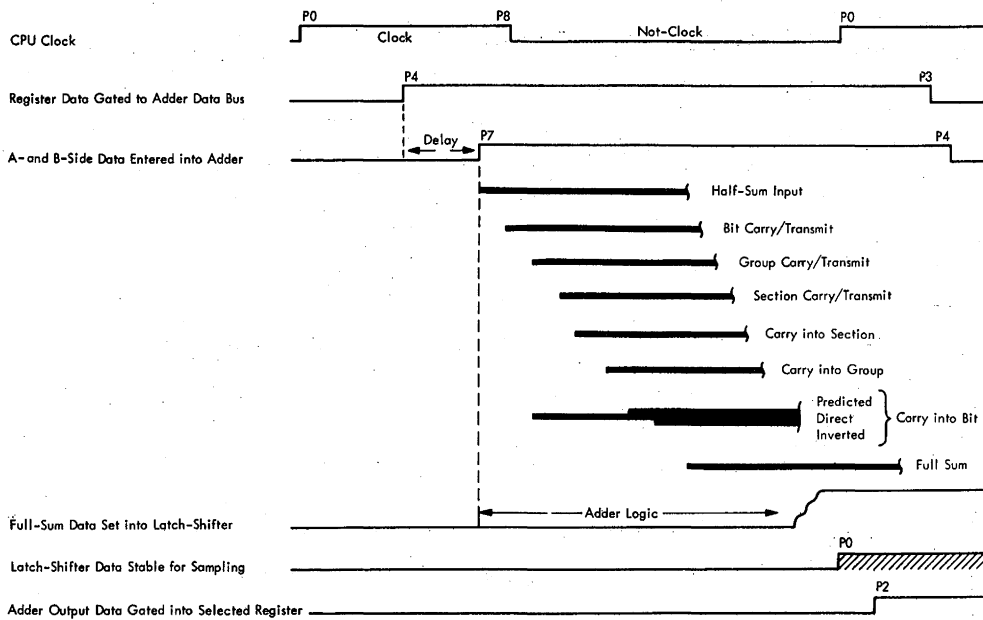 P0 P8 P0
CPU Clock Clock Not-Clock
P4 P3
Register Data Gated to Adder Data Bus
Delay P7 P4
A- and B-Side Data Entered into Adder
Half-Sum Input
Bit Carry/Transmit
Group Carry/Transmit
Section Carry/Transmit
Carry into Section
Carry into Group
Predicted
Direct Carry into Bit
Inverted
Full Sum
Full-Sum Data Set into Latch-Shifter Adder Logic
P0
Latch-Shifter Data Stable for Sampling
P2
Adder Output Data Gated into Selected Register